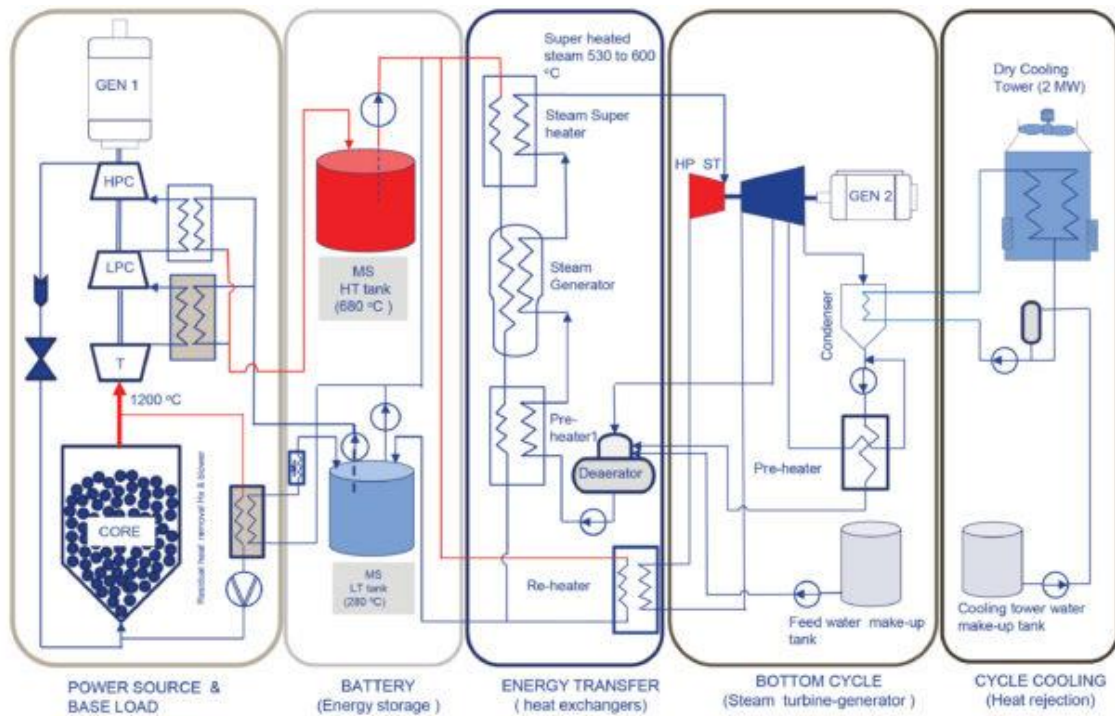 GEN 1
HPC
LPC
T
1200 °C
CORE
Residual heat removal Hx & blower
POWER SOURCE &
BASE LOAD
MS
HT tank
(680 °C)
MS
LT tank
(280 °C)
BATTERY
(Energy storage)
Super heated
steam 530 to 600
°C
Steam Super
heater
Steam
Generator
Pre-
heater1
Deaerator
Re-heater
ENERGY TRANSFER
( heat exchangers)
HP ST
GEN 2
Condenser
Pre-heater
Feed water make-up
tank
BOTTOM CYCLE
(Steam turbine-generator )
Dry Cooling
Tower (2 MW)
Cooling tower water
make-up tank
CYCLE COOLING
(Heat rejection)